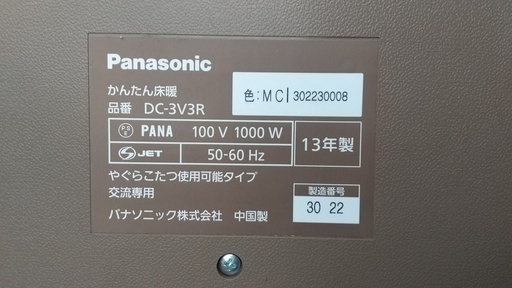 Panasonic
かんたん床暖
色:MC 302230008
品番 DC-3V3R
PSE PANA 100V 1000W
13年製
S JET 50-60 Hz
やぐらこたつ使用可能タイプ
交流専用
製造番号
30 22
パナソニック株式会社 中国製